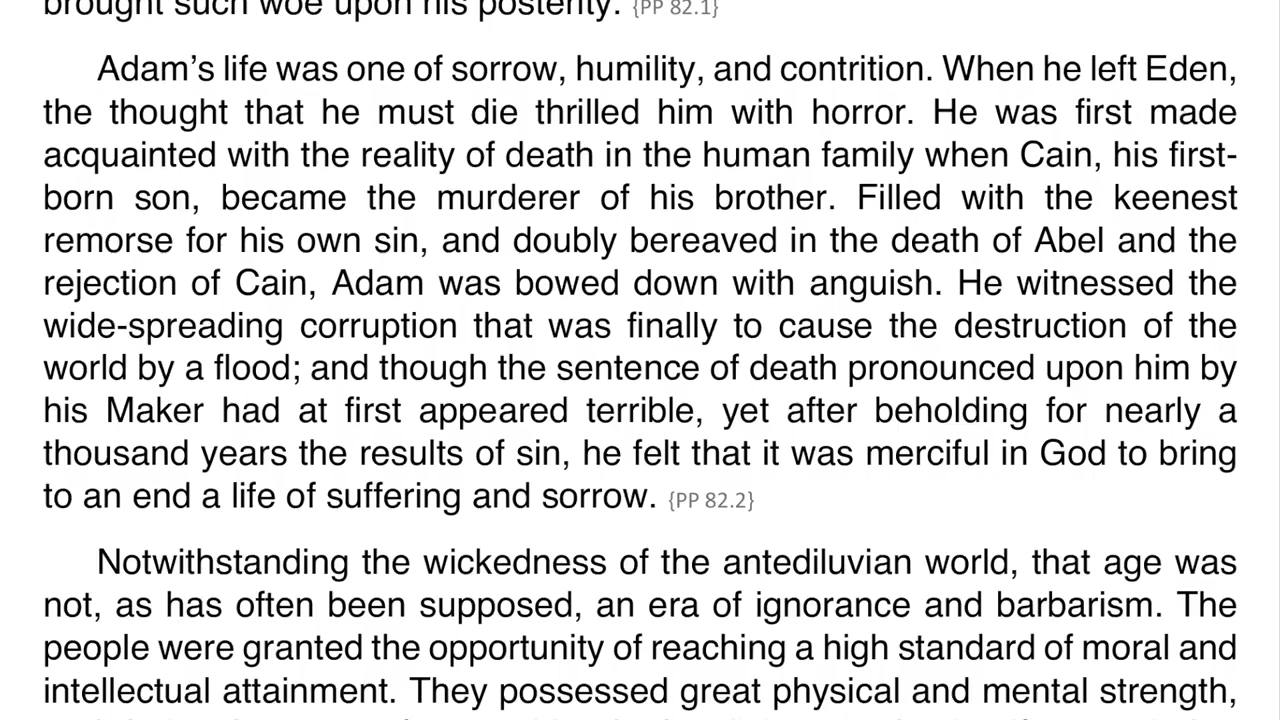 brought such woe upon his posterity. {PP 82.1}
Adam’s life was one of sorrow, humility, and contrition. When he left Eden,
the thought that he must die thrilled him with horror. He was first made
acquainted with the reality of death in the human family when Cain, his first-
born son, became the murderer of his brother. Filled with the keenest
remorse for his own sin, and doubly bereaved in the death of Abel and the
rejection of Cain, Adam was bowed down with anguish. He witnessed the
wide-spreading corruption that was finally to cause the destruction of the
world by a flood; and though the sentence of death pronounced upon him by
his Maker had at first appeared terrible, yet after beholding for nearly a
thousand years the results of sin, he felt that it was merciful in God to bring
to an end a life of suffering and sorrow. {PP 82.2}
Notwithstanding the wickedness of the antediluvian world, that age was
not, as has often been supposed, an era of ignorance and barbarism. The
people were granted the opportunity of reaching a high standard of moral and
intellectual attainment. They possessed great physical and mental strength,